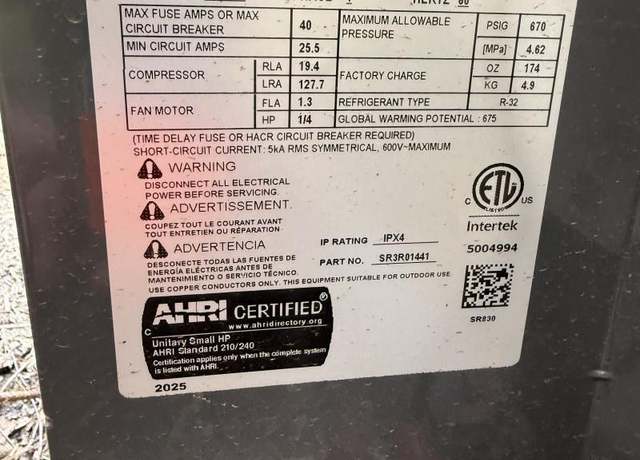 HERTZ 60
MAX FUSE AMPS OR MAX CIRCUIT BREAKER 40 MAXIMUM ALLOWABLE PRESSURE PSIG 670
MIN CIRCUIT AMPS 25.5 [MPa] 4.62
COMPRESSOR RLA 19.4 FACTORY CHARGE OZ 174
LRA 127.7 KG 4.9
FAN MOTOR FLA 1.3 REFRIGERANT TYPE R-32
HP 1/4 GLOBAL WARMING POTENTIAL : 675
(TIME DELAY FUSE OR HACR CIRCUIT BREAKER REQUIRED)
SHORT-CIRCUIT CURRENT: 5kA RMS SYMMETRICAL, 600V~MAXIMUM
WARNING
DISCONNECT ALL ELECTRICAL
POWER BEFORE SERVICING.
ADVERTISSEMENT.
COUPEZ TOUT LE COURANT AVANT
TOUT ENTRETIEN OU RÉPARATION
ADVERTENCIA
DESCONECTE TODAS LAS FUENTES DE
ENERGÍA ELÉCTRICAS ANTES DE
MANTENIMIENTO O SERVICIO TÉCNICO.
USE COPPER CONDUCTORS ONLY. THIS EQUIPMENT SUITABLE FOR OUTDOOR USE
IP RATING IPX4
PART NO. SR3R01441
C ETL US
LISTED
Intertek
5004994
SR830
AHRI CERTIFIED®
www.ahridirectory.org
C
Unitary Small HP
AHRI Standard 210/240
Certification applies only when the complete system
is listed with AHRI.
2025